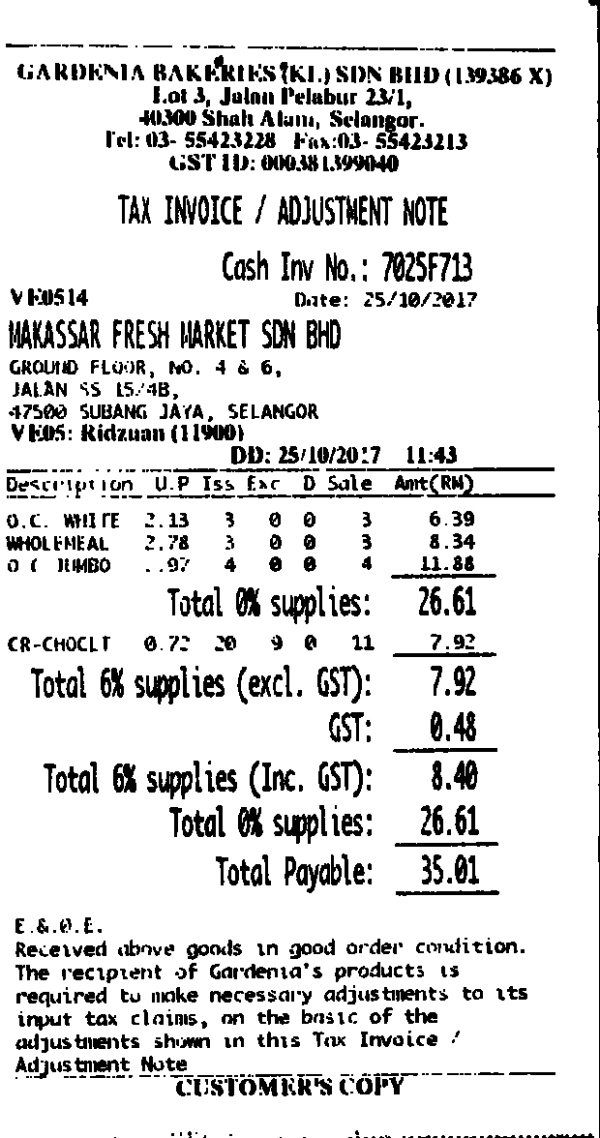 GARDENIA BAKERIES (KL) SDN BHD (139386 X)
Lot 3, Jalan Pelabur 23/1,
40300 Shah Alam, Selangor.
Tel: 03- 55423228 Fax:03- 55423213
GST ID: 000381399040
TAX INVOICE / ADJUSTMENT NOTE
Cash Inv No.: 7025F713
VE0514 Date: 25/10/2017
MAKASSAR FRESH MARKET SDN BHD
GROUND FLOOR, NO. 4 & 6,
JALAN SS 15/4B,
47500 SUBANG JAYA, SELANGOR
VE05: Ridzuan (11900)
DD: 25/10/2017 11:43
Description U.P Iss Exc D Sale Amt(RM)
O.C. WHITE 2.13 3 0 0 3 6.39
WHOLEMEAL 2.78 3 0 0 3 8.34
O C JUMBO .97 4 0 0 4 11.88
Total 0% supplies: 26.61
CR-CHOCLT 0.72 20 9 0 11 7.92
Total 6% supplies (excl. GST): 7.92
GST: 0.48
Total 6% supplies (Inc. GST): 8.40
Total 0% supplies: 26.61
Total Payable: 35.01
E.&.O.E.
Received above goods in good order condition.
The recipient of Gardenia's products is
required to make necessary adjustments to its
input tax claims, on the basic of the
adjustments shown in this Tax Invoice /
Adjustment Note
CUSTOMER'S COPY